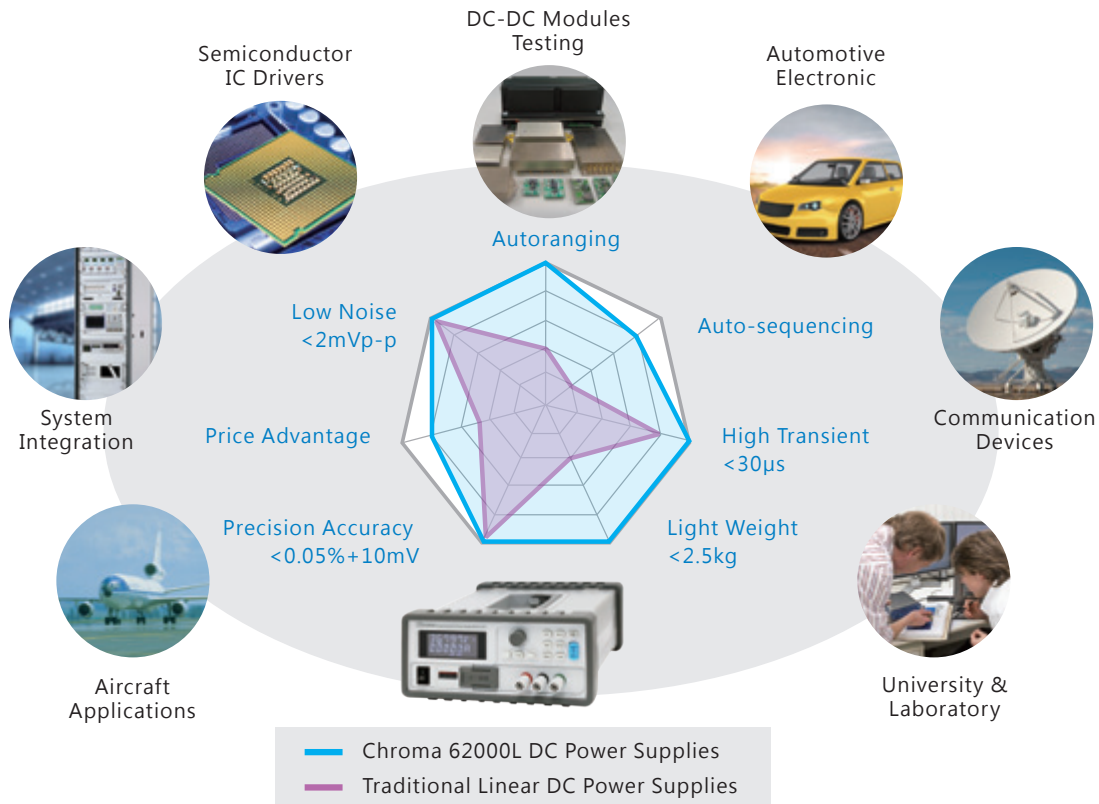 DC-DC Modules
Testing
Semiconductor
IC Drivers
Automotive
Electronic
Autoranging
Low Noise
<2mVp-p
Auto-sequencing
System
Integration
Communication
Devices
Price Advantage
High Transient
<30μs
Precision Accuracy
<0.05%+10mV
Light Weight
<2.5kg
Aircraft
Applications
University &
Laboratory
Chroma 62000L DC Power Supplies
Traditional Linear DC Power Supplies